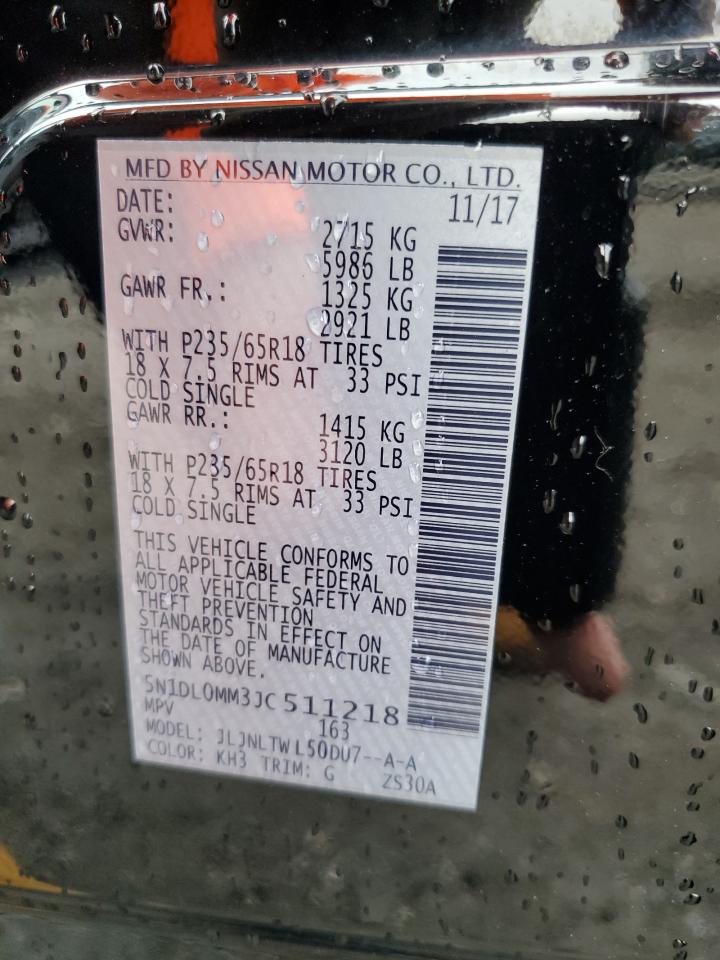 MFD BY NISSAN MOTOR CO., LTD.
DATE: 11/17
GVWR: 2715 KG
5986 LB
GAWR FR.: 1325 KG
2921 LB
WITH P235/65R18 TIRES
18 X 7.5 RIMS AT 33 PSI
COLD SINGLE
GAWR RR.: 1415 KG
3120 LB
WITH P235/65R18 TIRES
18 X 7.5 RIMS AT 33 PSI
COLD SINGLE
THIS VEHICLE CONFORMS TO
ALL APPLICABLE FEDERAL
MOTOR VEHICLE SAFETY AND
THEFT PREVENTION
STANDARDS IN EFFECT ON
THE DATE OF MANUFACTURE
SHOWN ABOVE.
5N1DL0MM3JC511218
MPV 163
MODEL: JLJNLTWL50DU7--A-A
COLOR: KH3 TRIM: G ZS30A